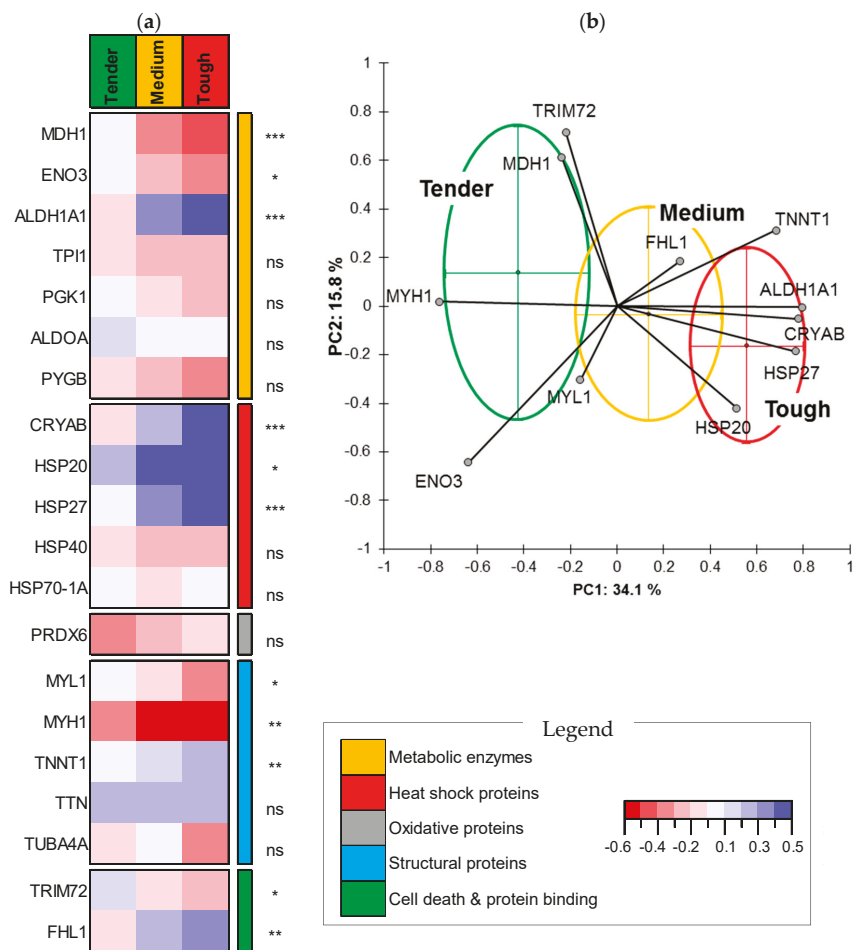 (a)
Tender Medium Tough
MDH1 ***
ENO3 *
ALDH1A1 ***
TPI1 ns
PGK1 ns
ALDOA ns
PYGB ns
CRYAB ***
HSP20 *
HSP27 ***
HSP40 ns
HSP70-1A ns
PRDX6 ns
MYL1 *
MYH1 **
TNNT1 **
TTN ns
TUBA4A ns
TRIM72 *
FHL1 **
(b)
1
0.8
0.6
0.4
0.2
0
-0.2
-0.4
-0.6
-0.8
-1
PC2: 15.8 %
TRIM72
MDH1
Tender
Medium
TNNT1
FHL1
ALDH1A1
MYH1
CRYAB
HSP27
MYL1
Tough
HSP20
ENO3
-1 -0.8 -0.6 -0.4 -0.2 0 0.2 0.4 0.6 0.8 1
PC1: 34.1 %
Legend
Metabolic enzymes
Heat shock proteins
Oxidative proteins
Structural proteins
Cell death & protein binding
-0.6 -0.4 -0.2 0.1 0.3 0.5